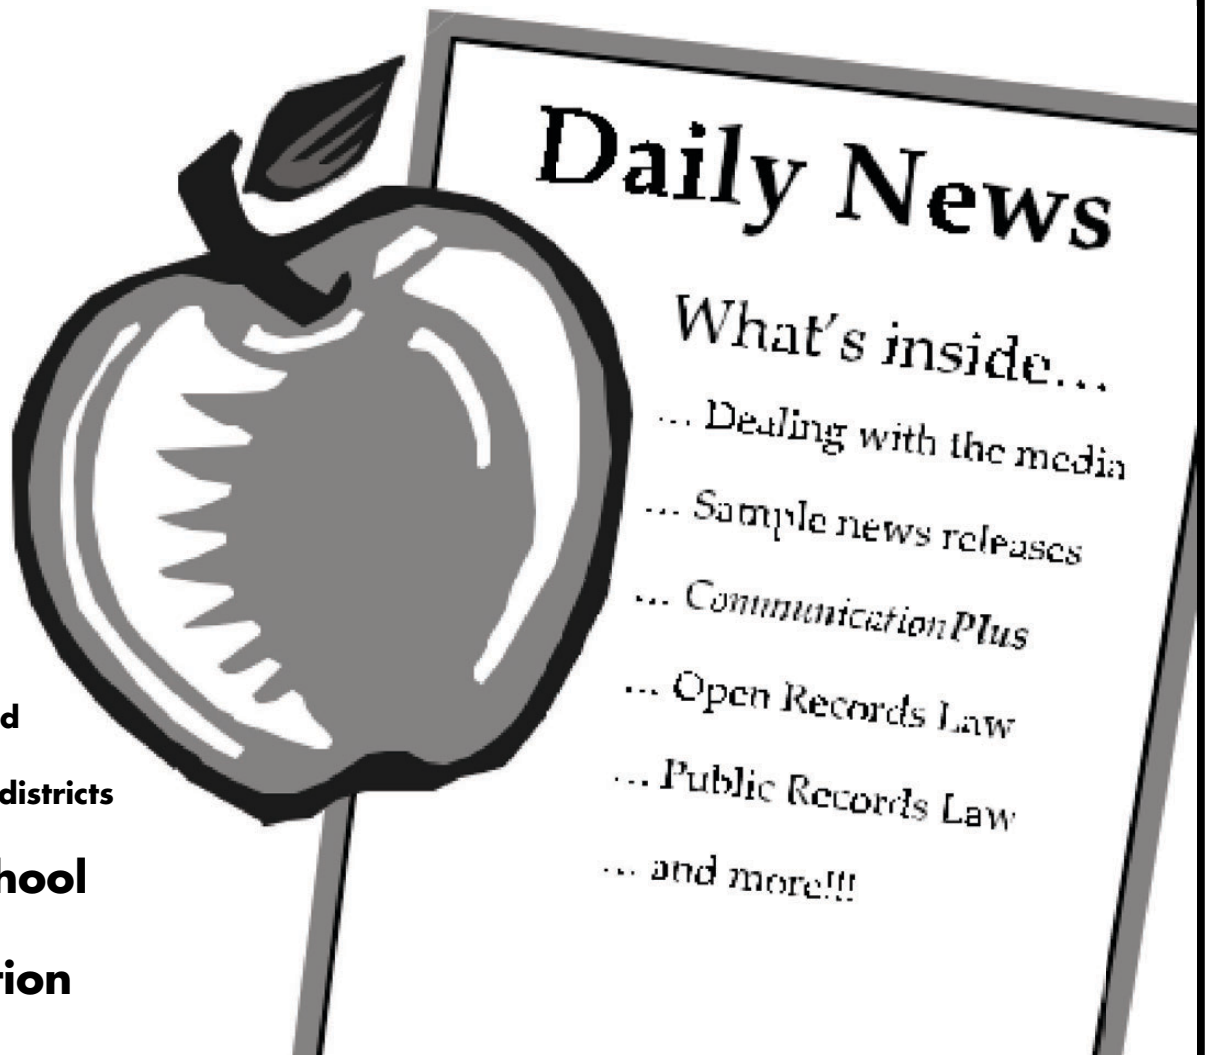 Daily News
What's inside...
... Dealing with the media
... Sample news releases
... CommunicationPlus
... Open Records Law
... Public Records Law
... and more!!!
d
districts
hool
tion